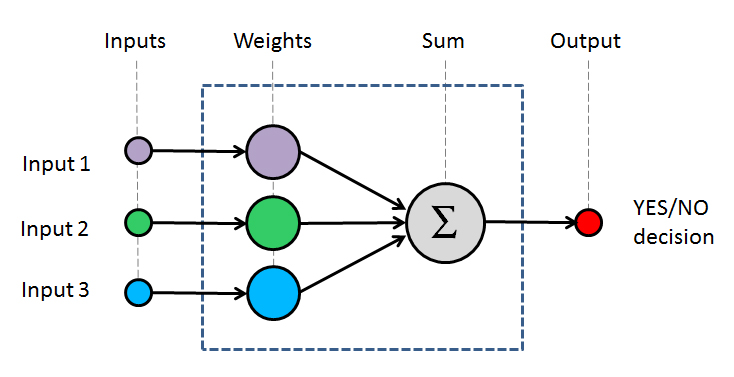 Inputs
Weights
Sum
Output
Input 1
Input 2
Input 3
Σ
YES/NO
decision